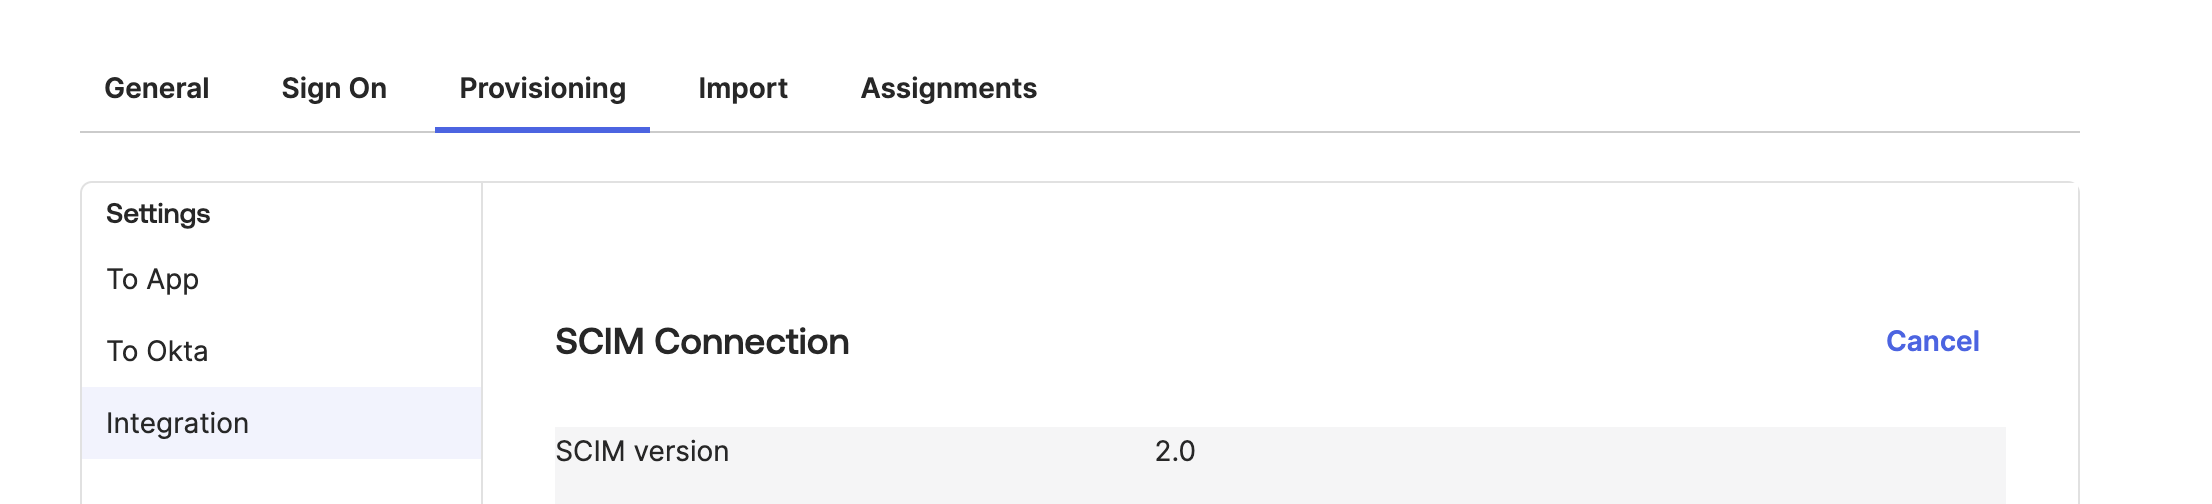 General Sign On Provisioning Import Assignments
Settings
To App
To Okta
Integration
SCIM Connection Cancel
SCIM version 2.0